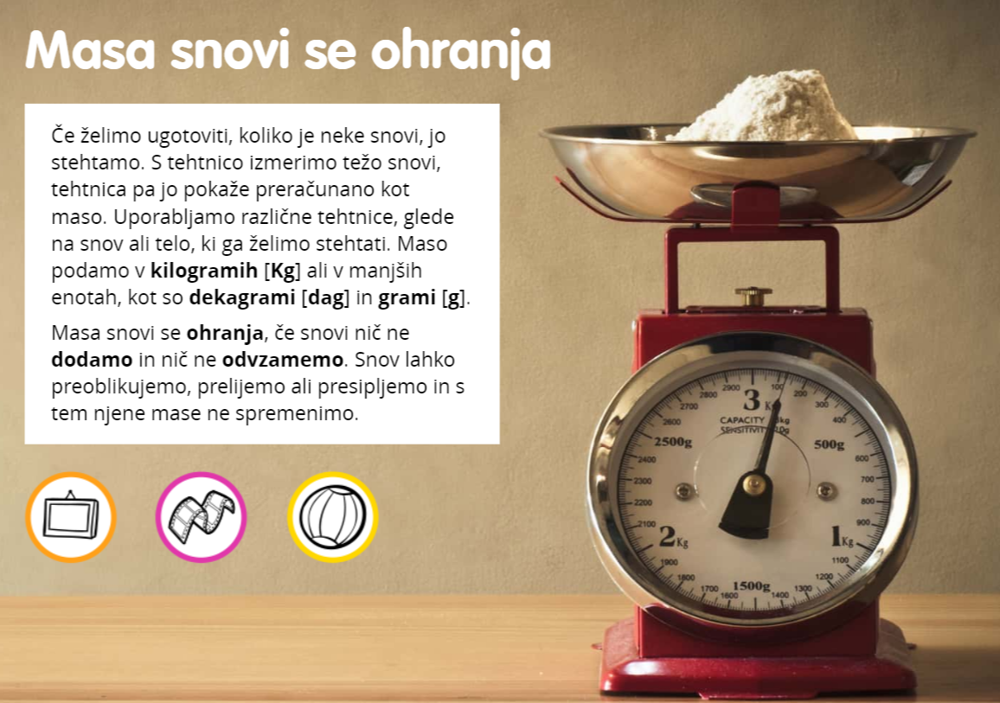 Masa snovi se ohranja
Če želimo ugotoviti, koliko je neke snovi, jo
stehtamo. S tehtnico izmerimo težo snovi,
tehtnica pa jo pokaže preračunano kot
maso. Uporabljamo različne tehtnice, glede
na snov ali telo, ki ga želimo stehtati. Maso
podamo v kilogramih [Kg] ali v manjših
enotah, kot so dekagrami [dag] in grami [g].
Masa snovi se ohranja, če snovi nič ne
dodamo in nič ne odvzamemo. Snov lahko
preoblikujemo, prelijemo ali presipljemo in s
tem njene mase ne spremenimo.
3 K
100
200
300
400
500g
600
700
800
900
1Kg
1100
1200
1300
1400
1500g
1600
1700
1800
1900
2Kg
2100
2200
2300
2400
2500g
2600
2700
2800
2900
CAPACITY 3kg
SENSITIVIT 10g